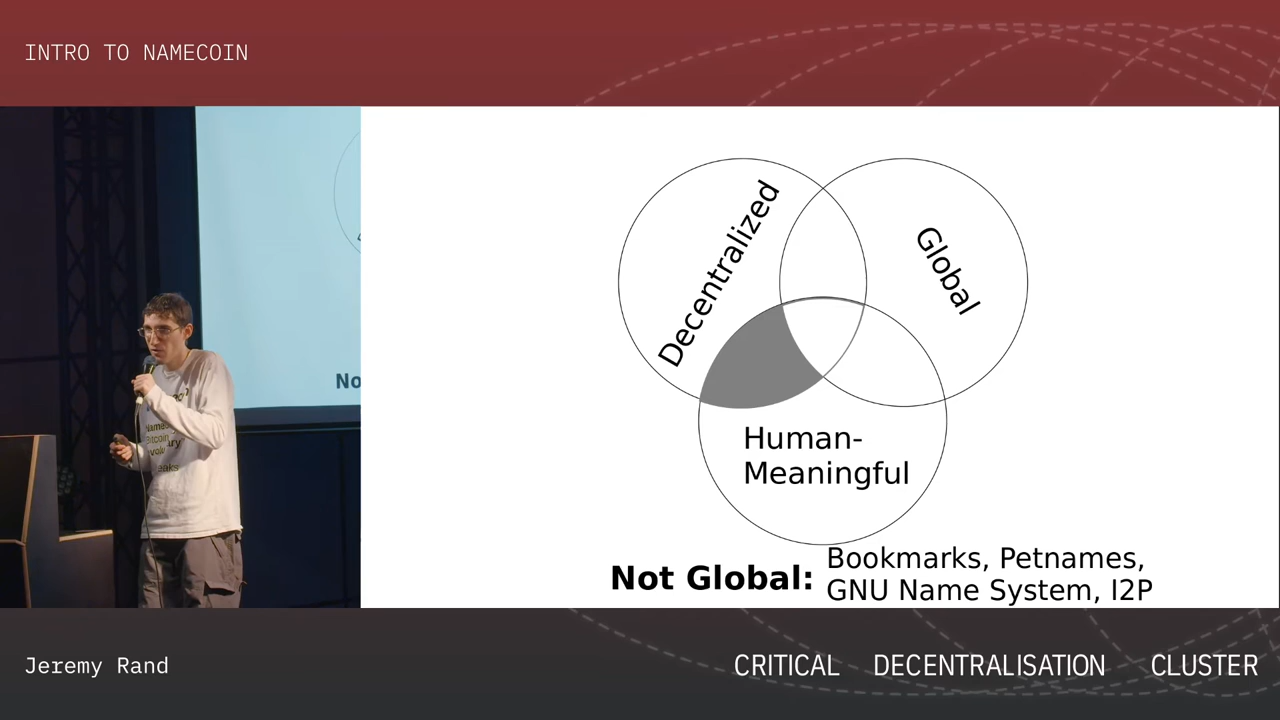 INTRO TO NAMECOIN
Decentralized
Global
Human-
Meaningful
Not Global:
Bookmarks, Petnames,
GNU Name System, I2P
No
Jeremy Rand
CRITICAL DECENTRALISATION CLUSTER